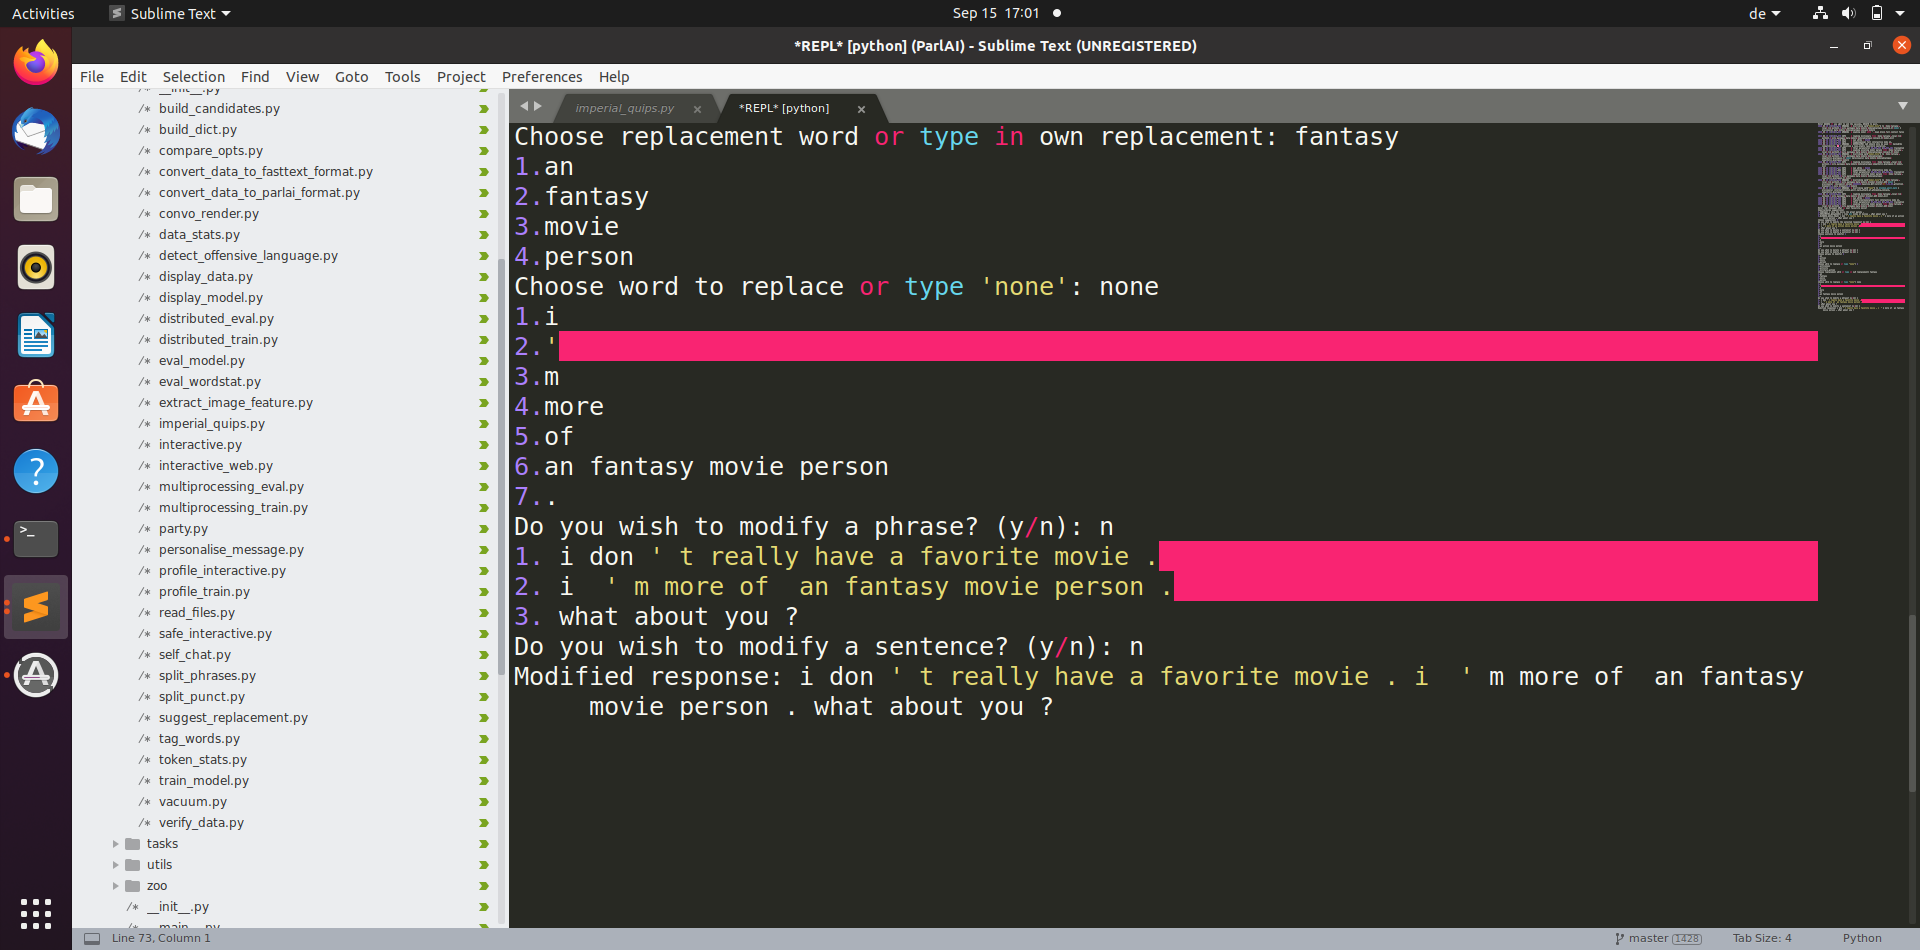 Activities
Sublime Text
Sep 15 17:01
de
*REPL* [python] (ParlAI) - Sublime Text (UNREGISTERED)
File Edit Selection Find View Goto Tools Project Preferences Help
__init__.py
build_candidates.py
build_dict.py
compare_opts.py
convert_data_to_fasttext_format.py
convert_data_to_parlai_format.py
convo_render.py
data_stats.py
detect_offensive_language.py
display_data.py
display_model.py
distributed_eval.py
distributed_train.py
eval_model.py
eval_wordstat.py
extract_image_feature.py
imperial_quips.py
interactive.py
interactive_web.py
multiprocessing_eval.py
multiprocessing_train.py
party.py
personalise_message.py
profile_interactive.py
profile_train.py
read_files.py
safe_interactive.py
self_chat.py
split_phrases.py
split_punct.py
suggest_replacement.py
tag_words.py
token_stats.py
train_model.py
vacuum.py
verify_data.py
tasks
utils
zoo
__init__.py
__main__.py
imperial_quips.py
*REPL* [python]
Choose replacement word or type in own replacement: fantasy
1.an
2.fantasy
3.movie
4.person
Choose word to replace or type 'none': none
1.i
2.'
3.m
4.more
5.of
6.an fantasy movie person
7..
Do you wish to modify a phrase? (y/n): n
1. i don ' t really have a favorite movie .
2. i  ' m more of  an fantasy movie person .
3. what about you ?
Do you wish to modify a sentence? (y/n): n
Modified response: i don ' t really have a favorite movie . i  ' m more of  an fantasy
movie person . what about you ?
Line 73, Column 1
master 1428
Tab Size: 4
Python